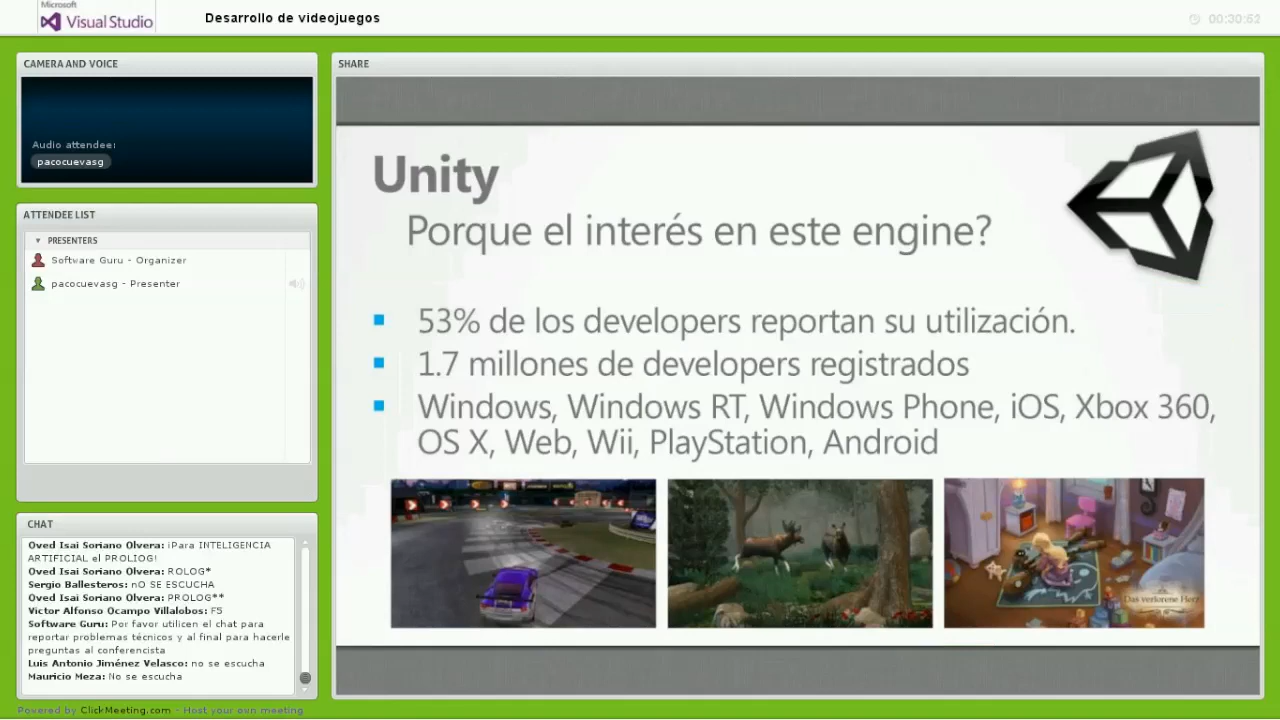 Microsoft
Visual Studio
Desarrollo de videojuegos
00:30:52
CAMERA AND VOICE
Audio attendee:
pacocuevasg
ATTENDEE LIST
PRESENTERS
Software Guru - Organizer
pacocuevasg - Presenter
CHAT
Oved Isai Soriano Olvera: ¡Para INTELIGENCIA
ARTIFICIAL el PROLIOG!
Oved Isai Soriano Olvera: ROLOG*
Sergio Ballesteros: nO SE ESCUCHA
Oved Isai Soriano Olvera: PROLOG**
Victor Alfonso Ocampo Villalobos: F5
Software Guru: Por favor utilicen el chat para
reportar problemas técnicos y al final para hacerle
preguntas al conferencista
Luis Antonio Jiménez Velasco: no se escucha
Mauricio Meza: No se escucha
SHARE
Unity
Porque el interés en este engine?
53% de los developers reportan su utilización.
1.7 millones de developers registrados
Windows, Windows RT, Windows Phone, iOS, Xbox 360,
OS X, Web, Wii, PlayStation, Android
Das verlorene Herz
Powered by ClickMeeting.com - Host your own meeting